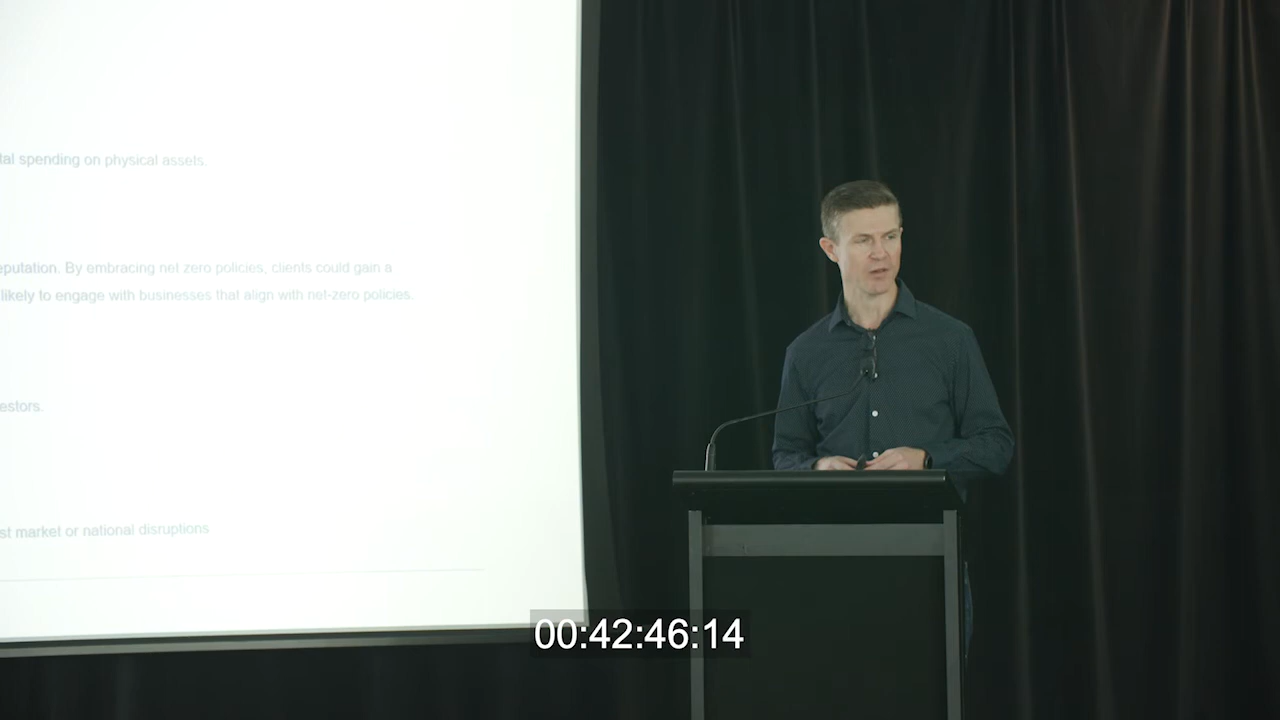 tal spending on physical assets.
eputation. By embracing net zero policies, clients could gain a
likely to engage with businesses that align with net-zero policies.
estors.
st market or national disruptions
00:42:46:14